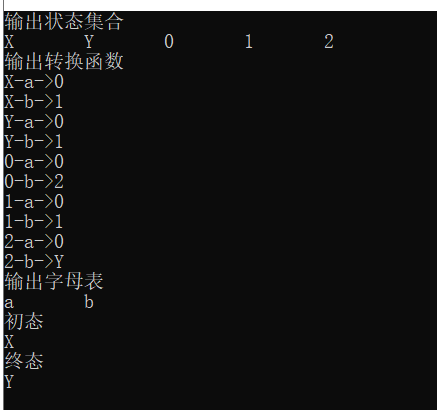 输出状态集合
X Y 0 1 2
输出转换函数
X-a->0
X-b->1
Y-a->0
Y-b->1
0-a->0
0-b->2
1-a->0
1-b->1
2-a->0
2-b->Y
输出字母表
a b
初态
X
终态
Y